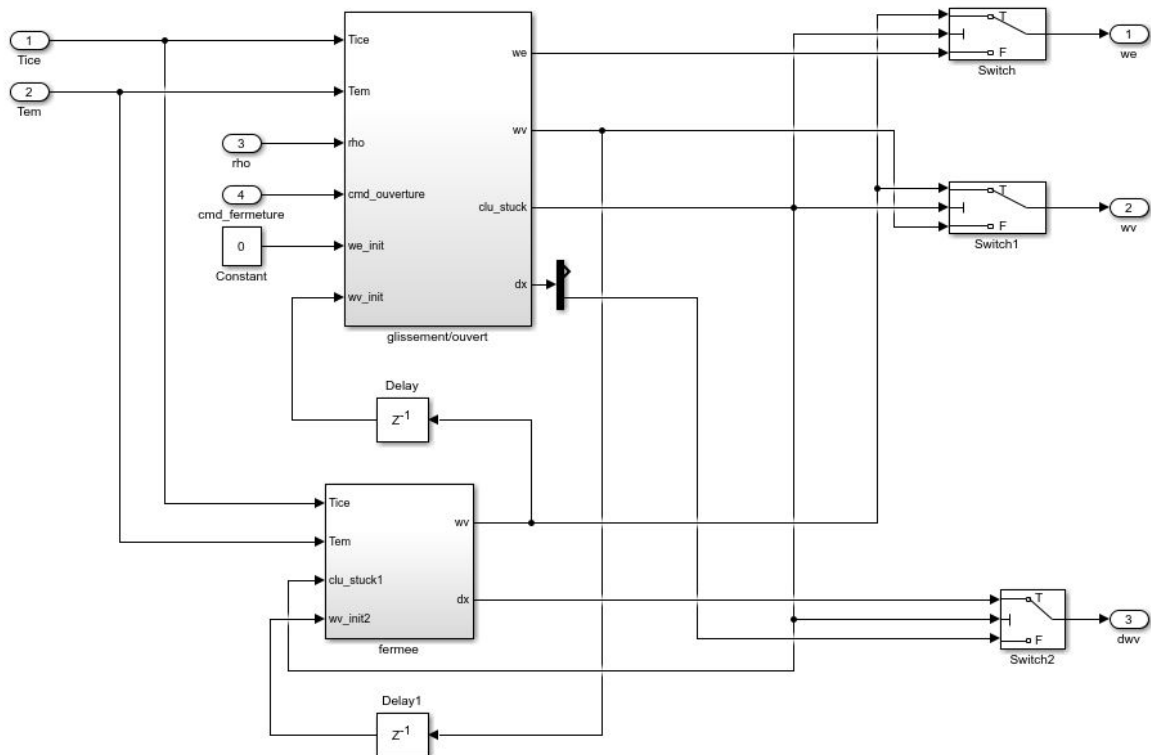 1
Tice
2
Tem
3
rho
4
cmd_fermeture
0
Constant
Tice
Tem
rho
cmd_ouverture
we_init
wv_init
we
wv
clu_stuck
dx
glissement/ouvert
T
F
Switch
1
we
T
F
Switch1
2
wv
Delay
Z-1
Tice
Tem
clu_stuck1
wv_init2
wv
dx
fermee
T
F
Switch2
3
dwv
Delay1
Z-1